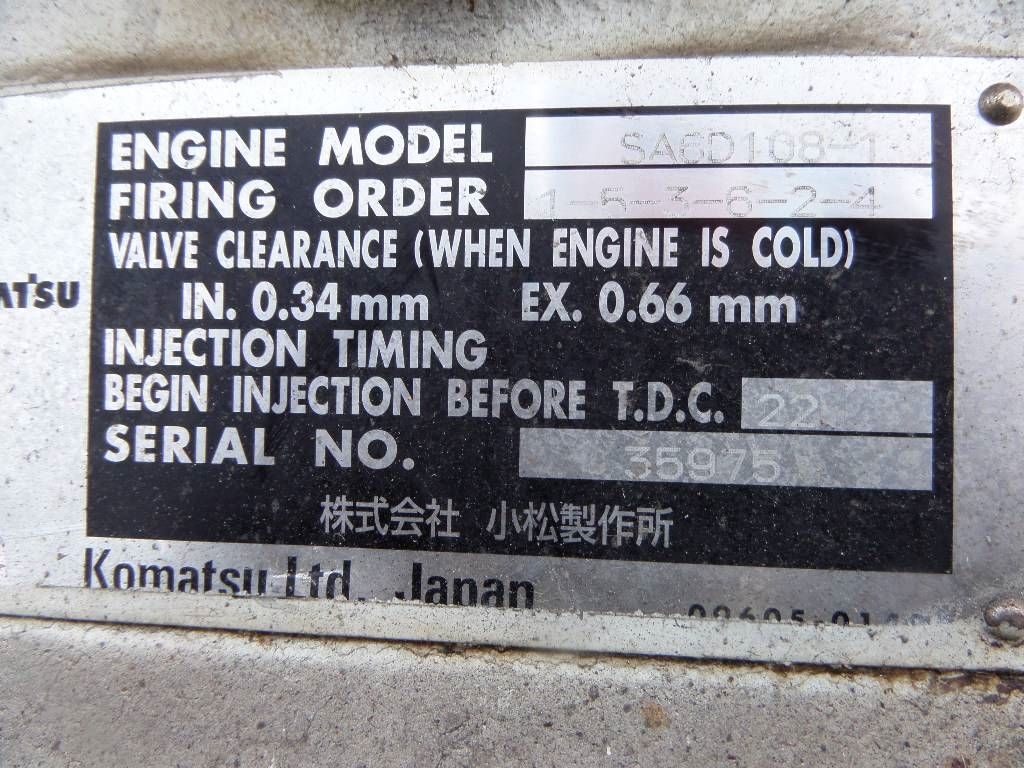 ENGINE MODEL SA6D108-1
FIRING ORDER 1-5-3-6-2-4
VALVE CLEARANCE (WHEN ENGINE IS COLD)
IN. 0.34 mm EX. 0.66 mm
ATSU
INJECTION TIMING
BEGIN INJECTION BEFORE T.D.C. 22
SERIAL NO. 35975
株式会社 小松製作所
Komatsu Ltd. Japan